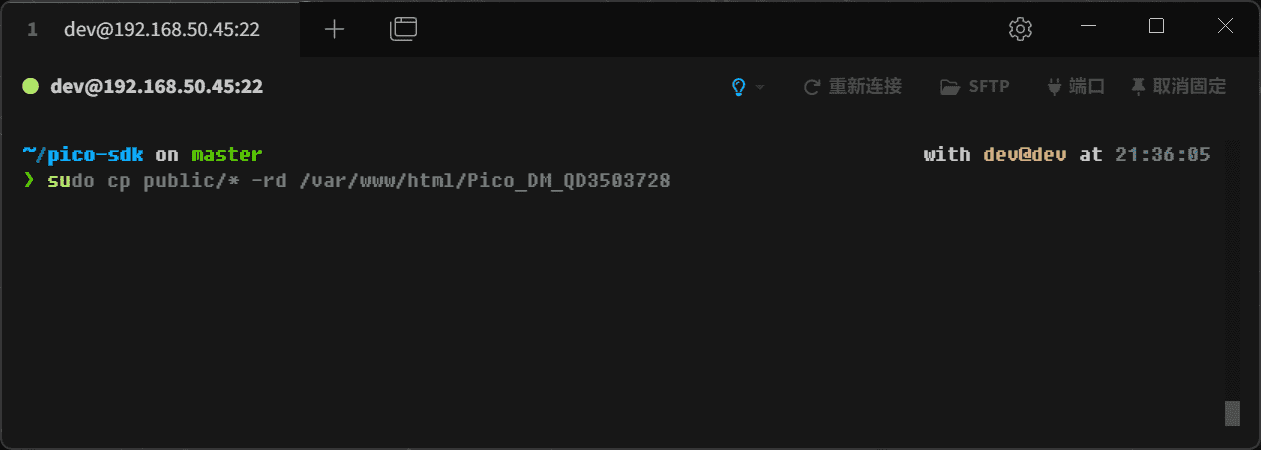 1 dev@192.168.50.45:22
dev@192.168.50.45:22 重新连接 SFTP 端口 取消固定
~/pico-sdk on master with dev@dev at 21:36:05
❯ sudo cp public/* -rd /var/www/html/Pico_DM_QD3503728